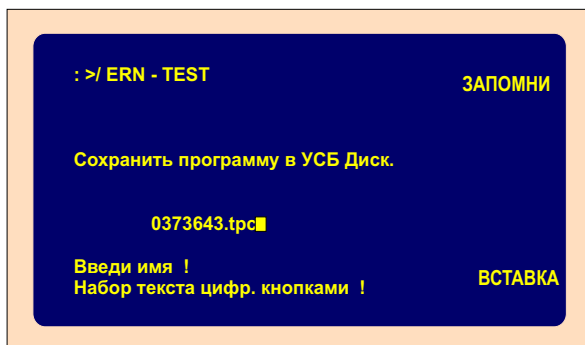 : >/ ERN - TEST
ЗАПОМНИ
Сохранить программу в УСБ Диск.
0373643.tpc
Введи имя !
Набор текста цифр. кнопками !
ВСТАВКА